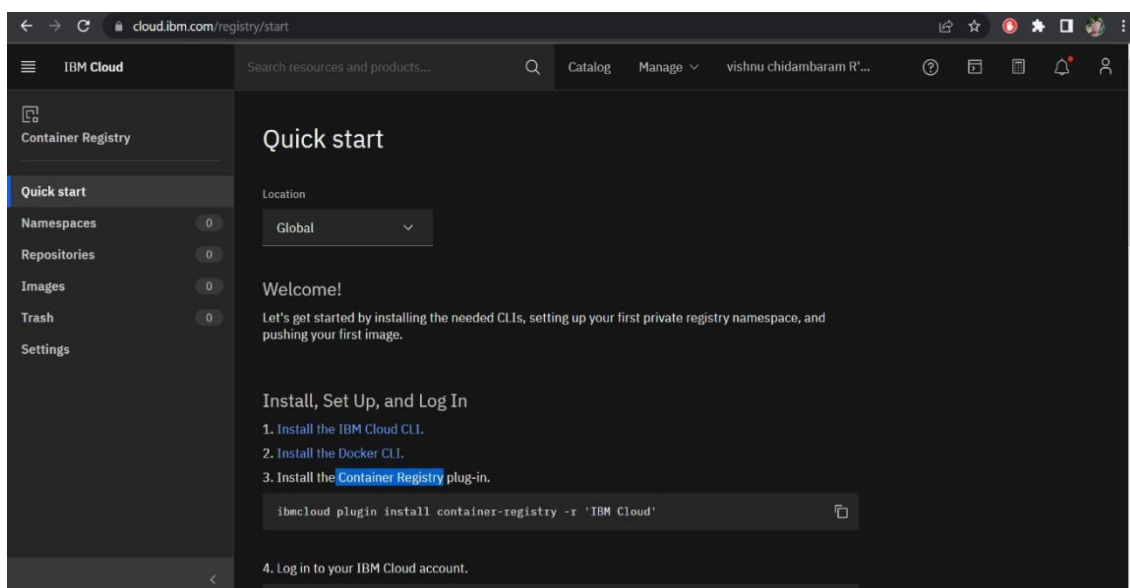 cloud.ibm.com/registry/start
IBM Cloud
Search resources and products...
Catalog
Manage
vishnu chidambaram R'...
Container Registry
Quick start
Namespaces 0
Repositories 0
Images 0
Trash 0
Settings
Quick start
Location
Global
Welcome!
Let's get started by installing the needed CLIs, setting up your first private registry namespace, and
pushing your first image.
Install, Set Up, and Log In
1. Install the IBM Cloud CLI.
2. Install the Docker CLI.
3. Install the Container Registry plug-in.
ibmcloud plugin install container-registry -r 'IBM Cloud'
4. Log in to your IBM Cloud account.